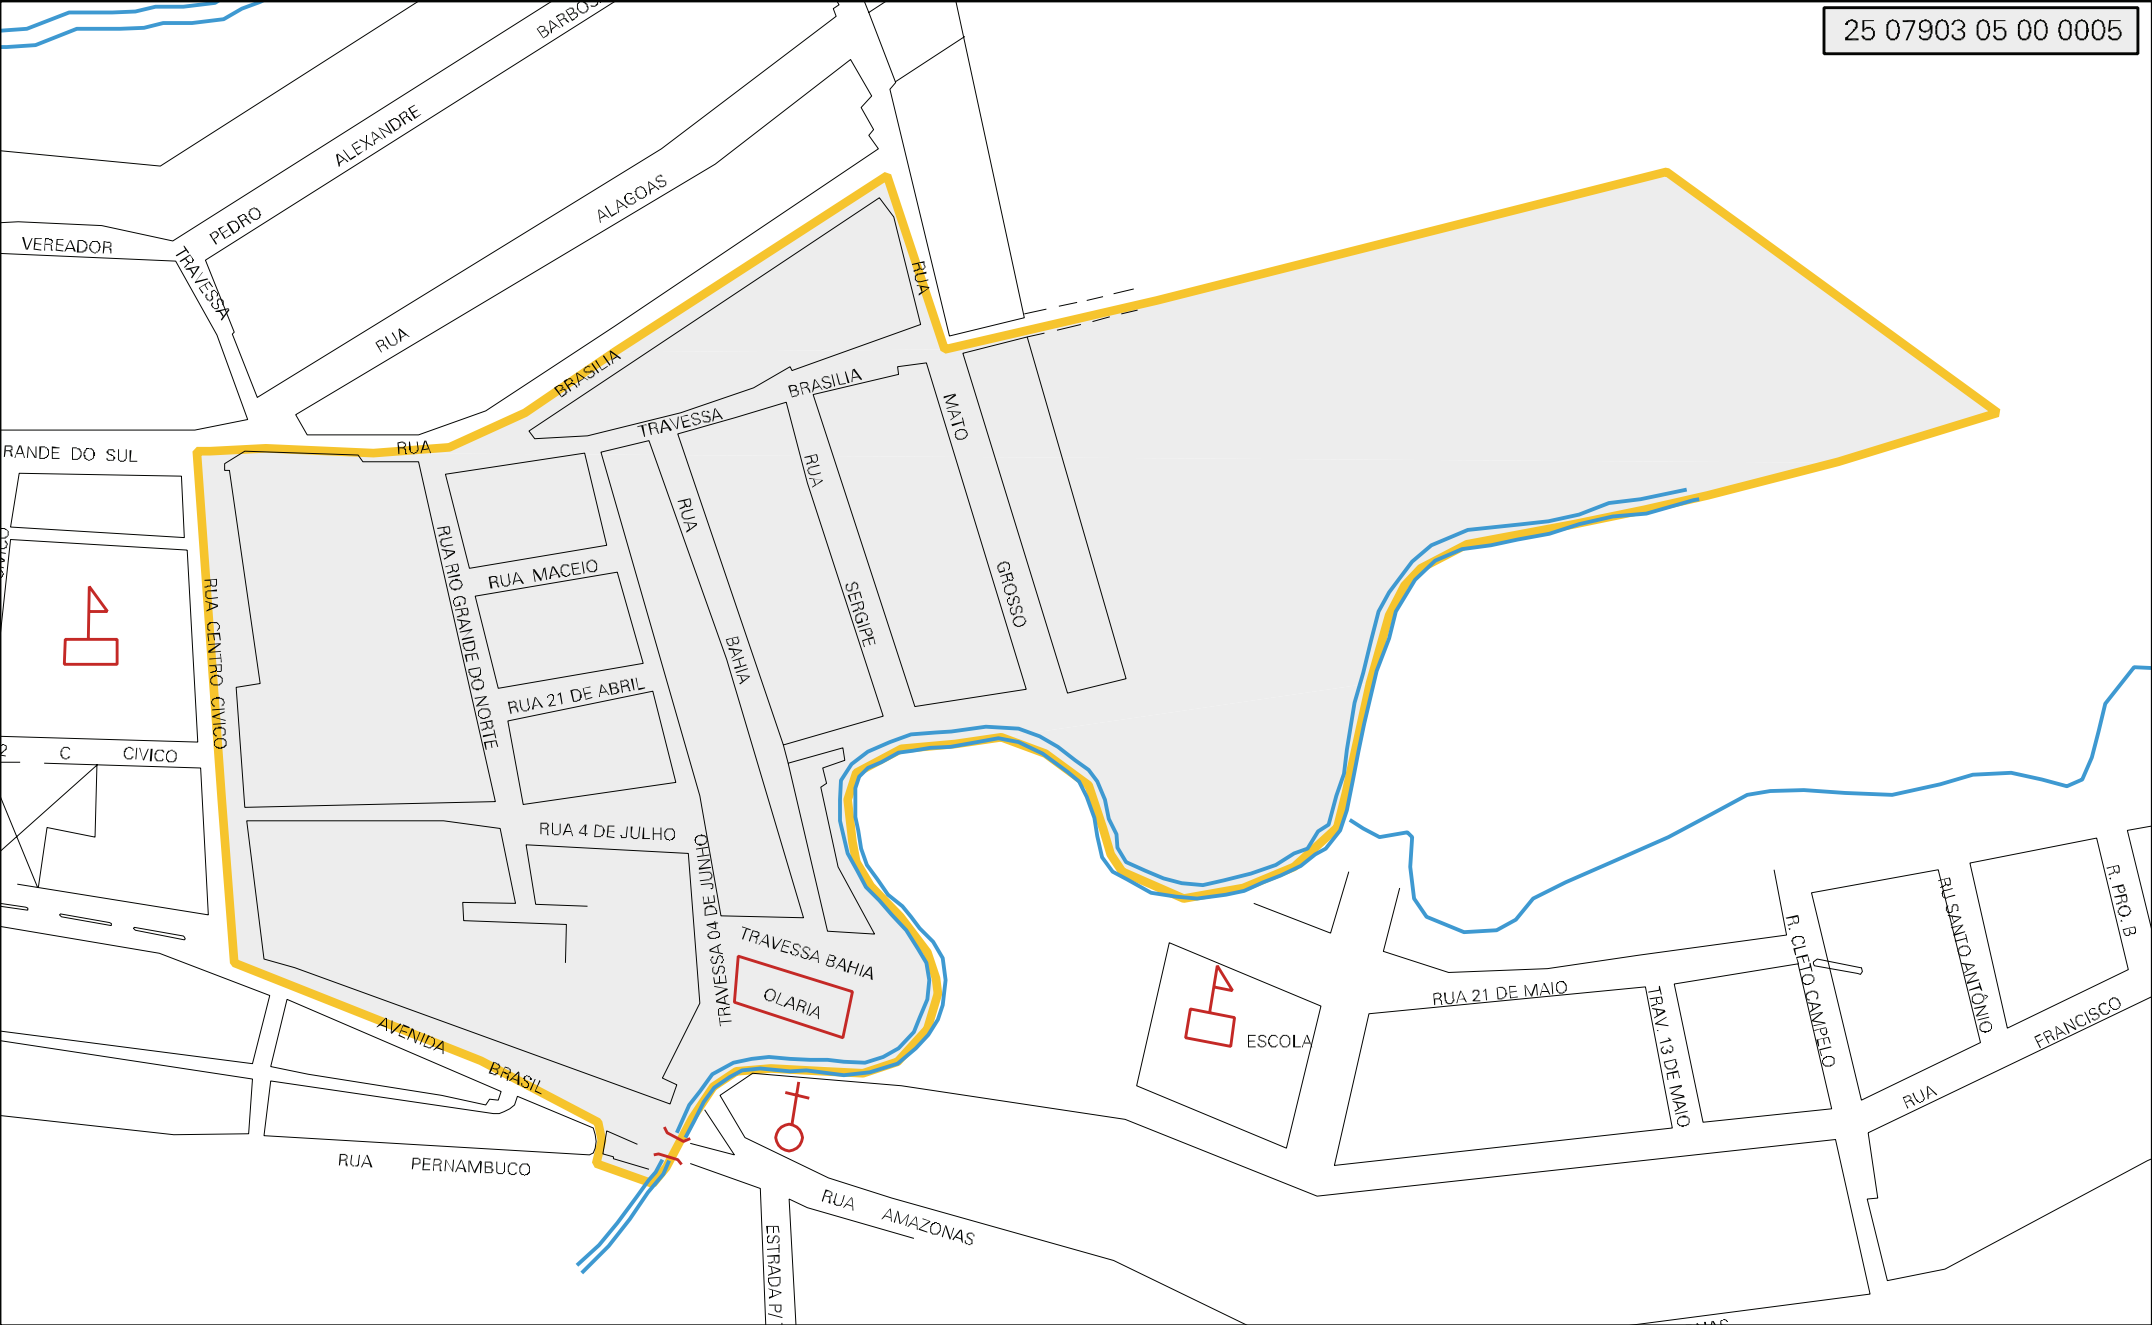 25 07903 05 00 0005
ALEXANDRE
PEDRO
VEREADOR
TRAVESSA
ALAGOAS
RUA
RUA
BRASILIA
RUA
RANDE DO SUL
TRAVESSA
BRASILIA
MATO
GROSSO
RUA
SERGIPE
RUA
BAHIA
RUA RIO GRANDE DO NORTE
RUA MACEIO
RUA 21 DE ABRIL
RUA CENTRO CIVICO
C CIVICO
RUA 4 DE JULHO
TRAVESSA 04 DE JUNHO
TRAVESSA BAHIA
OLARIA
AVENIDA
BRASIL
RUA PERNAMBUCO
RUA AMAZONAS
ESTRADA P/
ESCOLA
RUA 21 DE MAIO
TRAV. 13 DE MAIO
R. CLETO CAMPELO
RU SANTO ANTÔNIO
R. PRO. B
RUA
FRANCISCO